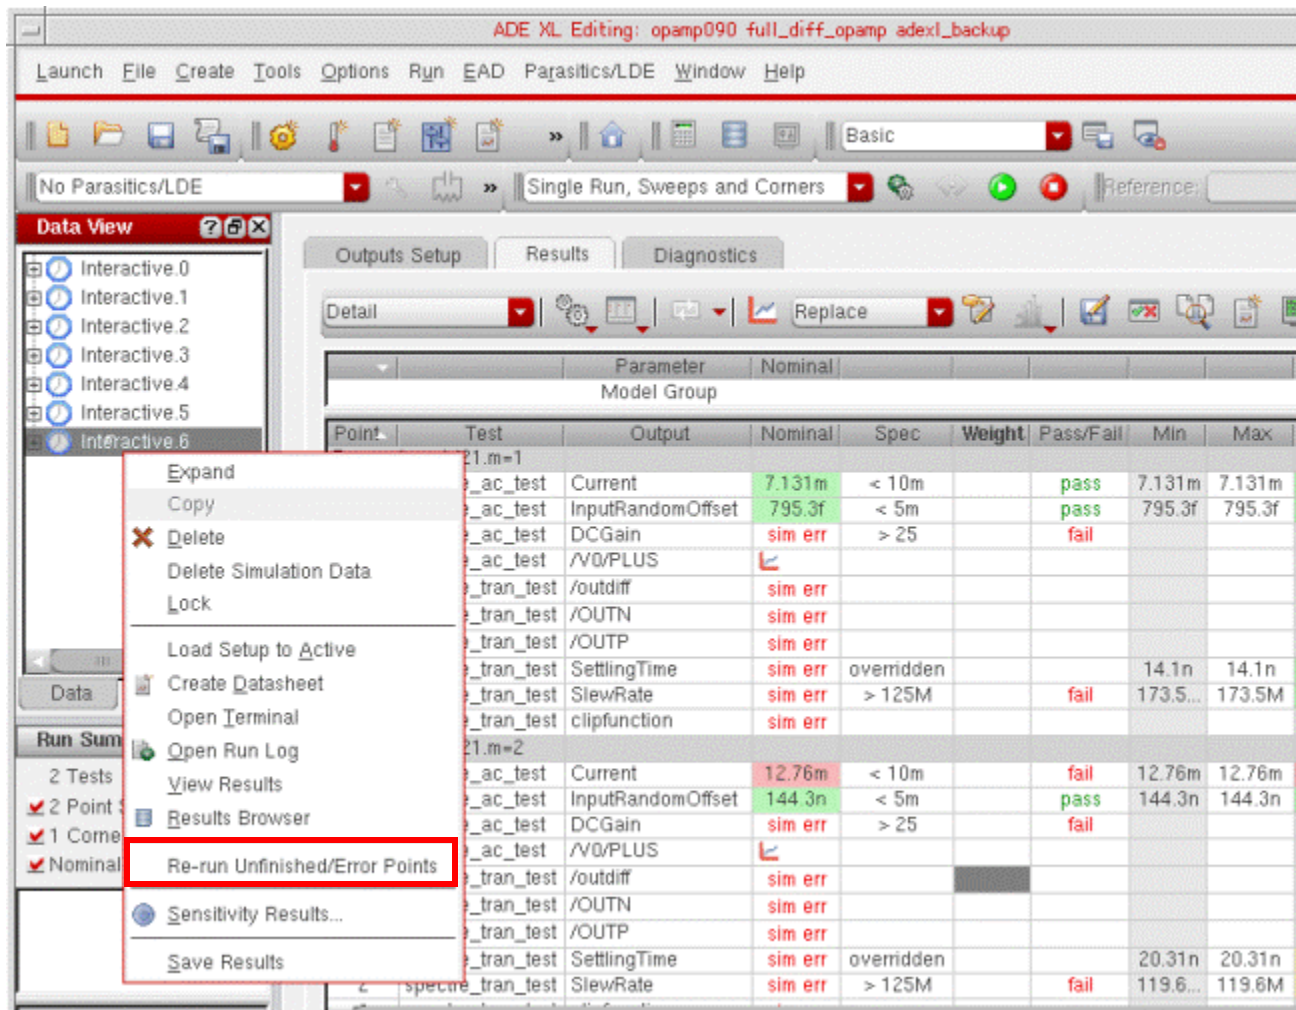 ADE XL Editing: opamp090 full_diff_opamp adexl_backup
Launch File Create Tools Options Run EAD Parasitics/LDE Window Help
» Basic
No Parasitics/LDE » Single Run, Sweeps and Corners Reference:
Data View
Interactive.0
Interactive.1
Interactive.2
Interactive.3
Interactive.4
Interactive.5
Interactive.6
Expand
Copy
Delete
Delete Simulation Data
Lock
Load Setup to Active
Create Datasheet
Open Terminal
Open Run Log
View Results
Results Browser
Re-run Unfinished/Error Points
Sensitivity Results...
Save Results
Data
Run Sum
2 Tests
2 Point
1 Corne
Nominal
Outputs Setup Results Diagnostics
Detail Replace
Parameter Nominal
Model Group
Point Test Output Nominal Spec Weight Pass/Fail Min Max
21.m=1
_ac_test Current 7.131m < 10m pass 7.131m 7.131m
_ac_test InputRandomOffset 795.3f < 5m pass 795.3f 795.3f
_ac_test DCGain sim err > 25 fail
_ac_test /V0/PLUS
_tran_test /outdiff sim err
_tran_test /OUTN sim err
_tran_test /OUTP sim err
_tran_test SettlingTime sim err overridden 14.1n 14.1n
_tran_test SlewRate sim err > 125M fail 173.5... 173.5M
_tran_test clipfunction sim err
21.m=2
_ac_test Current 12.76m < 10m fail 12.76m 12.76m
_ac_test InputRandomOffset 144.3n < 5m pass 144.3n 144.3n
_ac_test DCGain sim err > 25 fail
_ac_test /V0/PLUS
_tran_test /outdiff sim err
_tran_test /OUTN sim err
_tran_test /OUTP sim err
_tran_test SettlingTime sim err overridden 20.31n 20.31n
2 spectre_tran_test SlewRate sim err > 125M fail 119.6... 119.6M